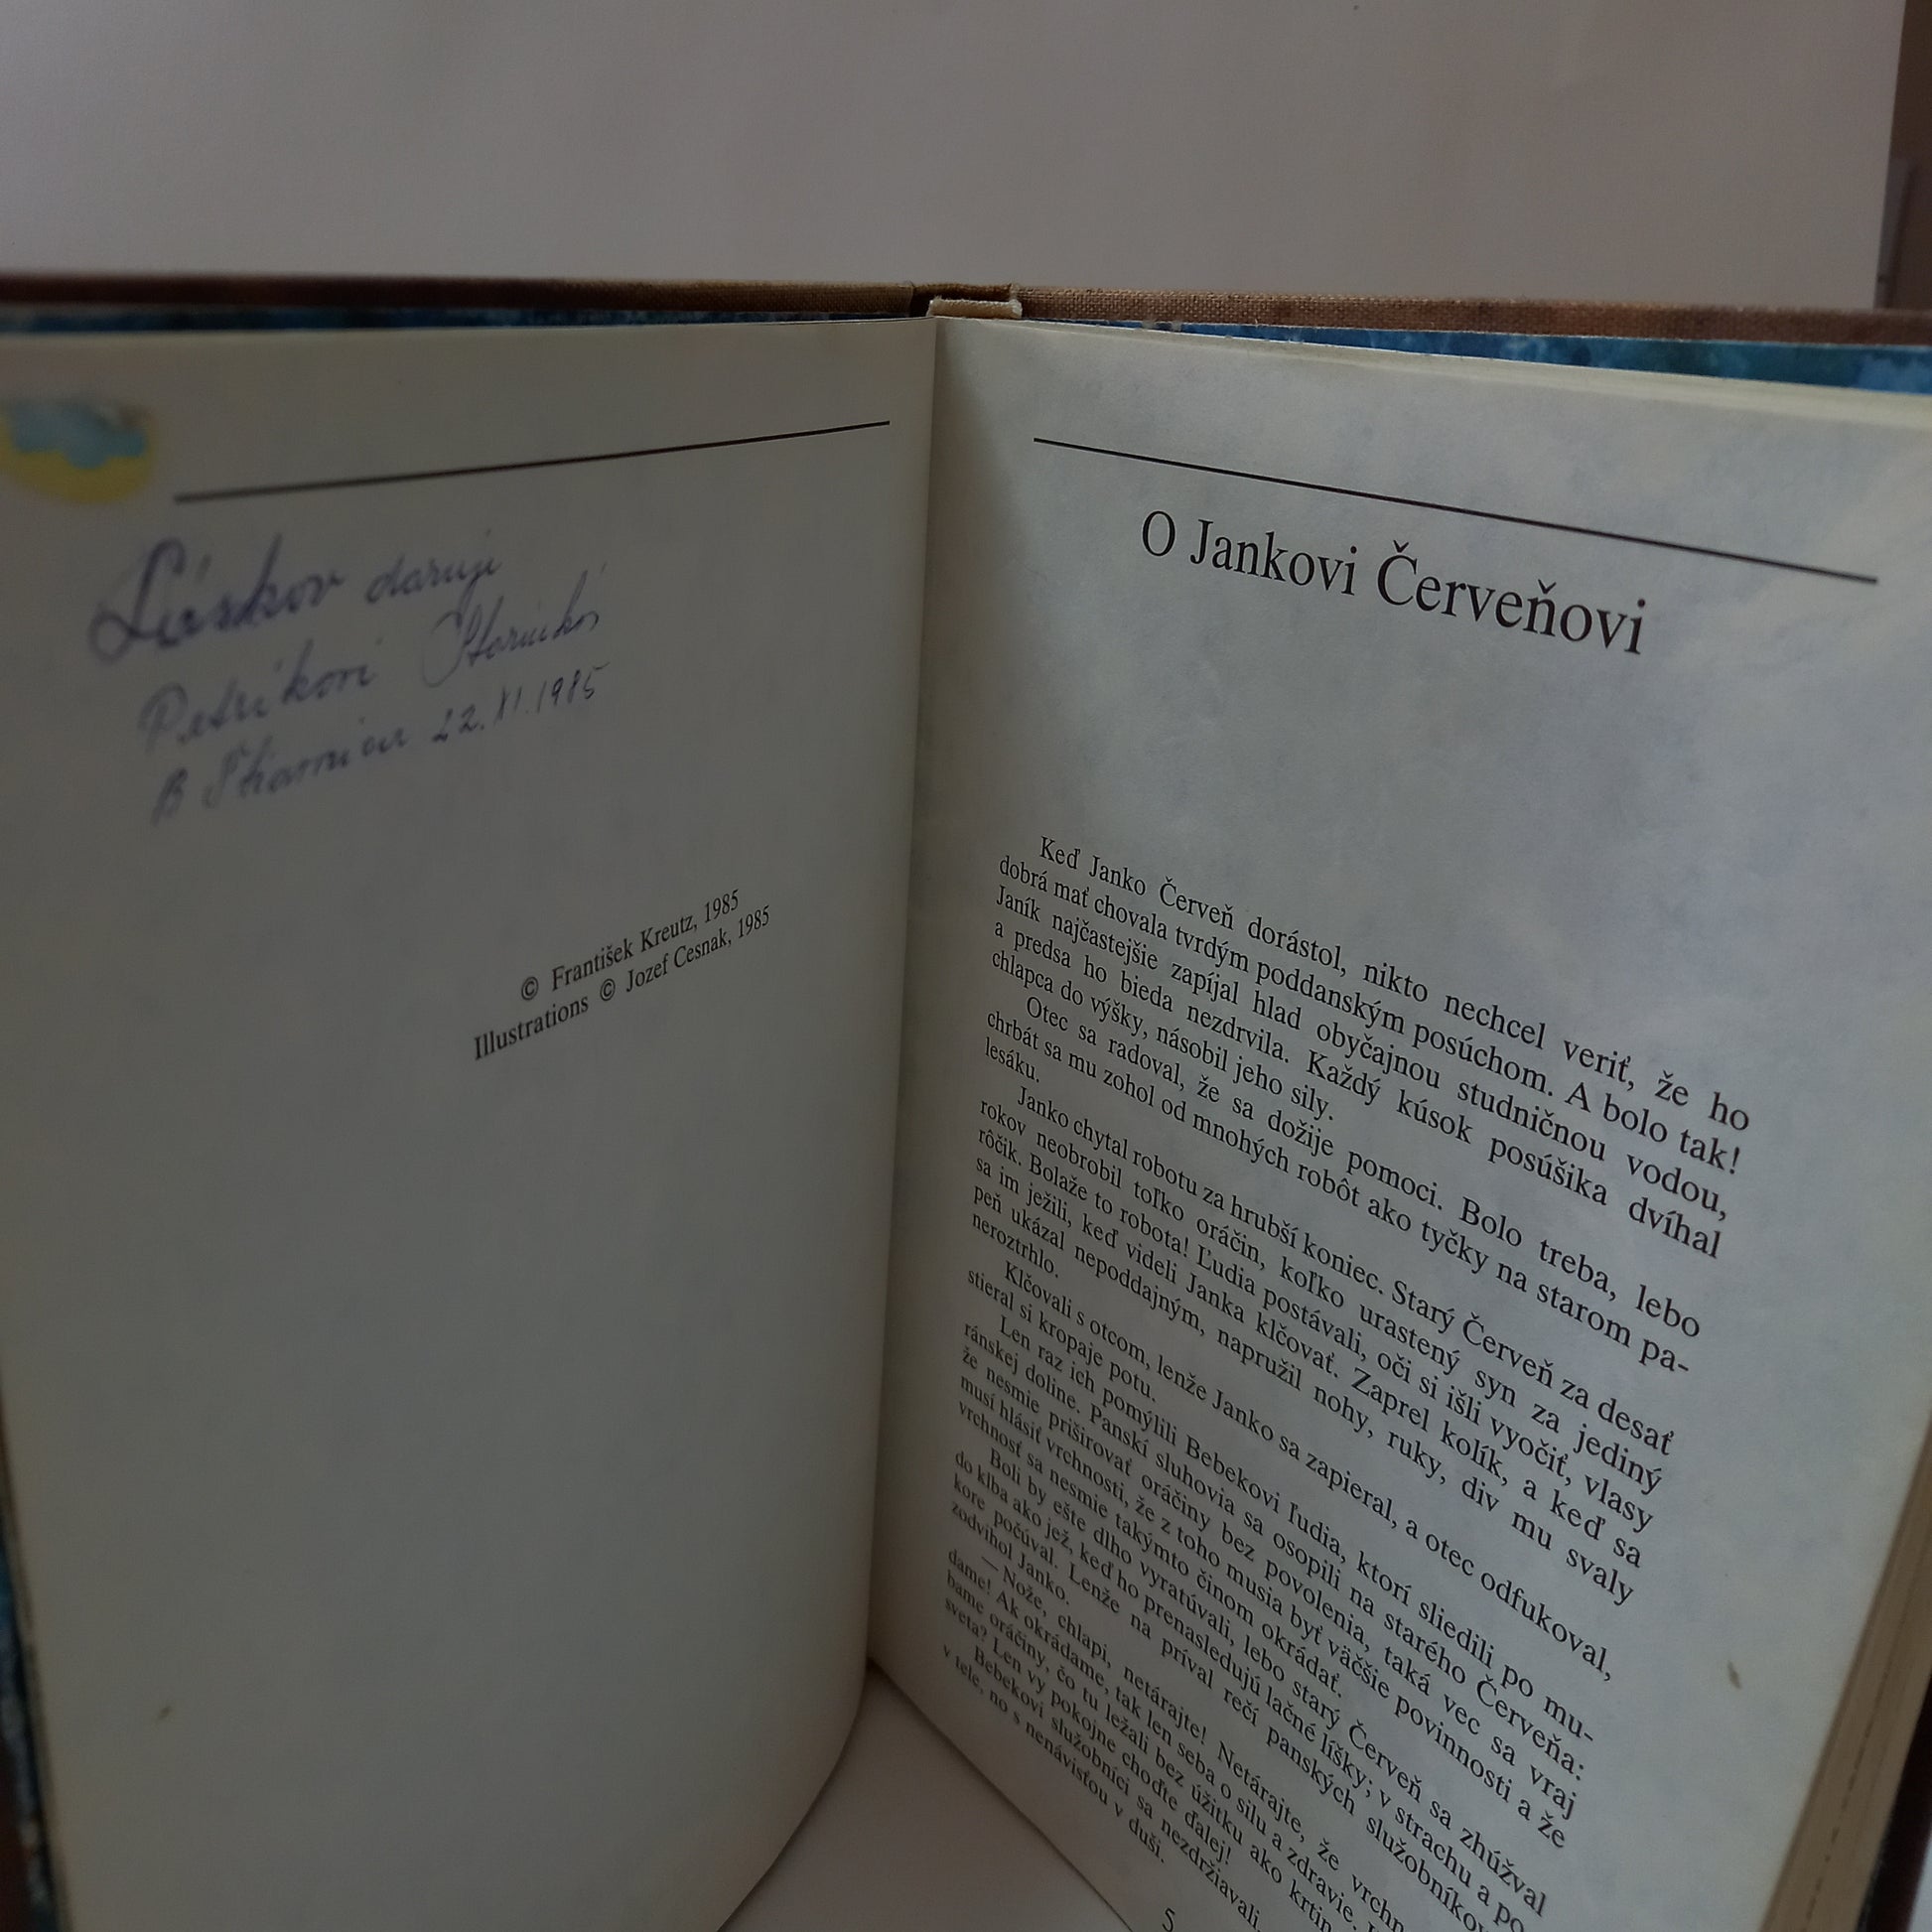 Láskov daruje
Petríkovi
B 22. XI. 1985
© František Kreutz, 1985
Illustrations © Jozef Cesnak, 1985
O Jankovi Červeňovi
Keď Janko Červeň dorástol, nikto nechcel veriť, že ho
dobrá mať chovala tvrdým poddanským posúchom. A bolo tak!
Janík najčastejšie zapíjal hlad obyčajnou studničnou vodou,
a predsa ho bieda nezdrvila. Každý kúsok posúšika dvíhal
chlapca do výšky, násobil jeho sily.
Otec sa radoval, že sa dožije pomoci. Bolo treba, lebo
chrbát sa mu zohol od mnohých robôt ako tyčky na starom pa-
lesáku.
Janko chytal robotu za hrubší koniec. Starý Červeň za desať
rokov neobrobil toľko oráčin, koľko urastený syn za jediný
rôčik. Bolaže to robota! Ľudia postávali, oči si išli vyočiť, vlasy
sa im ježili, keď videli Janka klčovať. Zaprel kolík, a keď sa
peň ukázal nepoddajným, napružil nohy, ruky, div mu svaly
neroztrhlo.
Klčovali s otcom, lenže Janko sa zapieral, a otec odfukoval,
stieral si kropaje potu.
Len raz ich pomýlili Bebekovi ľudia, ktorí sliedili po mu-
ránskej doline. Panskí sluhovia sa osopili na starého Červeňa:
že nesmie priširovať oráčiny bez povolenia, taká vec sa vraj
musí hlásiť vrchnosti, že z toho musia byť väčšie povinnosti a že
vrchnosť sa nesmie takýmto činom okrádať.
Boli by ešte dlho vyratúvali, lebo starý Červeň sa zhúžval
do klba ako jež, keď ho prenasledujú lačné líšky; v strachu a po
kore počúval. Lenže na príval rečí panských služobníkov
zodvihol Janko.
— Nože, chlapi, netárajte! Netárajte, že vrchn
dame! Ak okrádame, tak len seba o silu a zdravie.
bame oráčiny, čo tu ležali bez úžitku ako krtin
sveta? Len vy pokojne choďte ďalej!
Bebekovi služobníci sa nezdržiavali.
v tele, no s nenávisťou v duši.
5